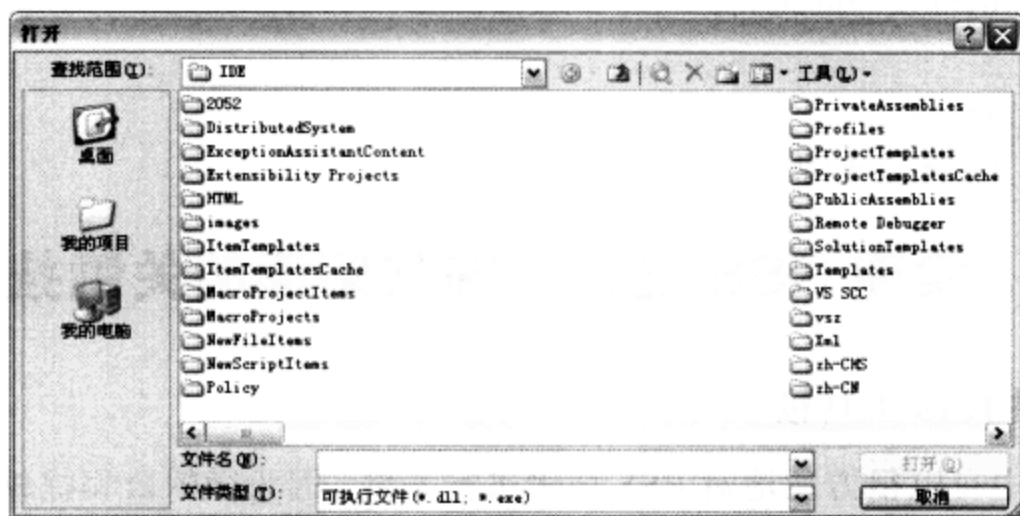 打开
查找范围(I):
IDE
工具(L)
桌面
我的项目
我的电脑
2052
DistributedSystem
ExceptionAssistantContent
Extensibility Projects
HTML
images
ItemTemplates
ItemTemplatesCache
MacroProjectItems
MacroProjects
NewFileItems
NewScriptItems
Policy
PrivateAssemblies
Profiles
ProjectTemplates
ProjectTemplatesCache
PublicAssemblies
Remote Debugger
SolutionTemplates
Templates
VS SCC
vsz
Xml
zh-CHS
zh-CN
文件名(N):
打开(O)
文件类型(T):
可执行文件(*.dll; *.exe)
取消